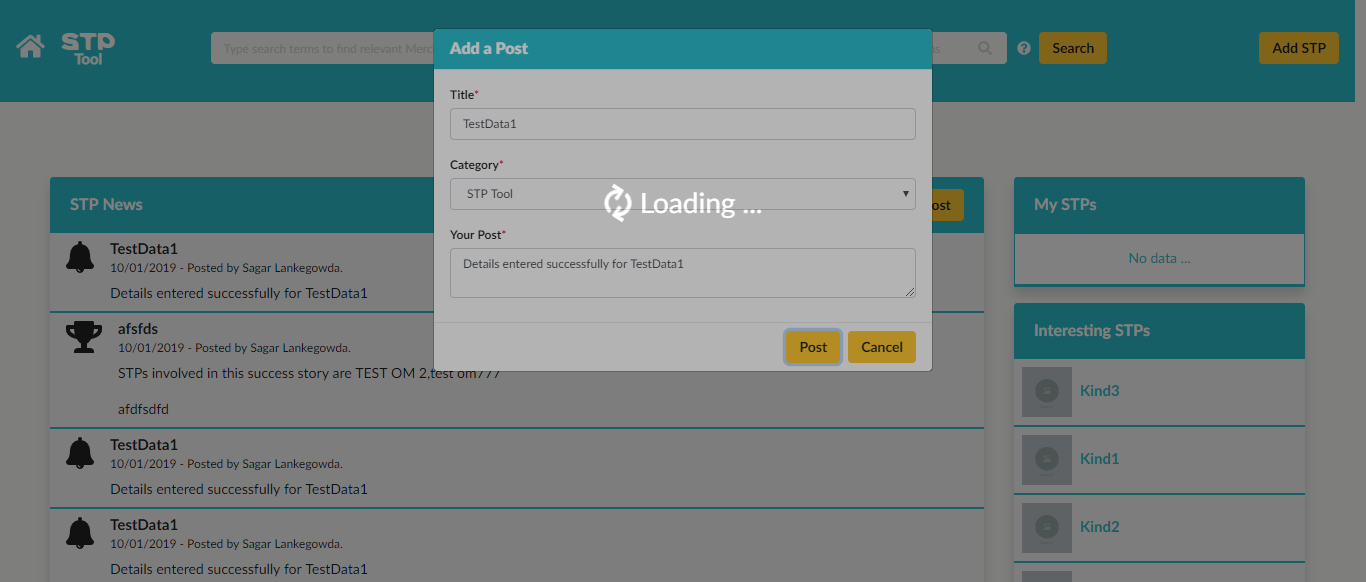 STP
Tool
Type search terms to find relevant Merc
Search
Add STP
Add a Post
Title*
TestData1
Category*
STP Tool
Loading ...
Your Post*
Details entered successfully for TestData1
Post
Cancel
STP News
ost
TestData1
10/01/2019 - Posted by Sagar Lankegowda.
Details entered successfully for TestData1
afsfds
10/01/2019 - Posted by Sagar Lankegowda.
STPs involved in this success story are TEST OM 2,test om777
afdfsdfd
TestData1
10/01/2019 - Posted by Sagar Lankegowda.
Details entered successfully for TestData1
TestData1
10/01/2019 - Posted by Sagar Lankegowda.
Details entered successfully for TestData1
My STPs
No data ...
Interesting STPs
Kind3
Kind1
Kind2